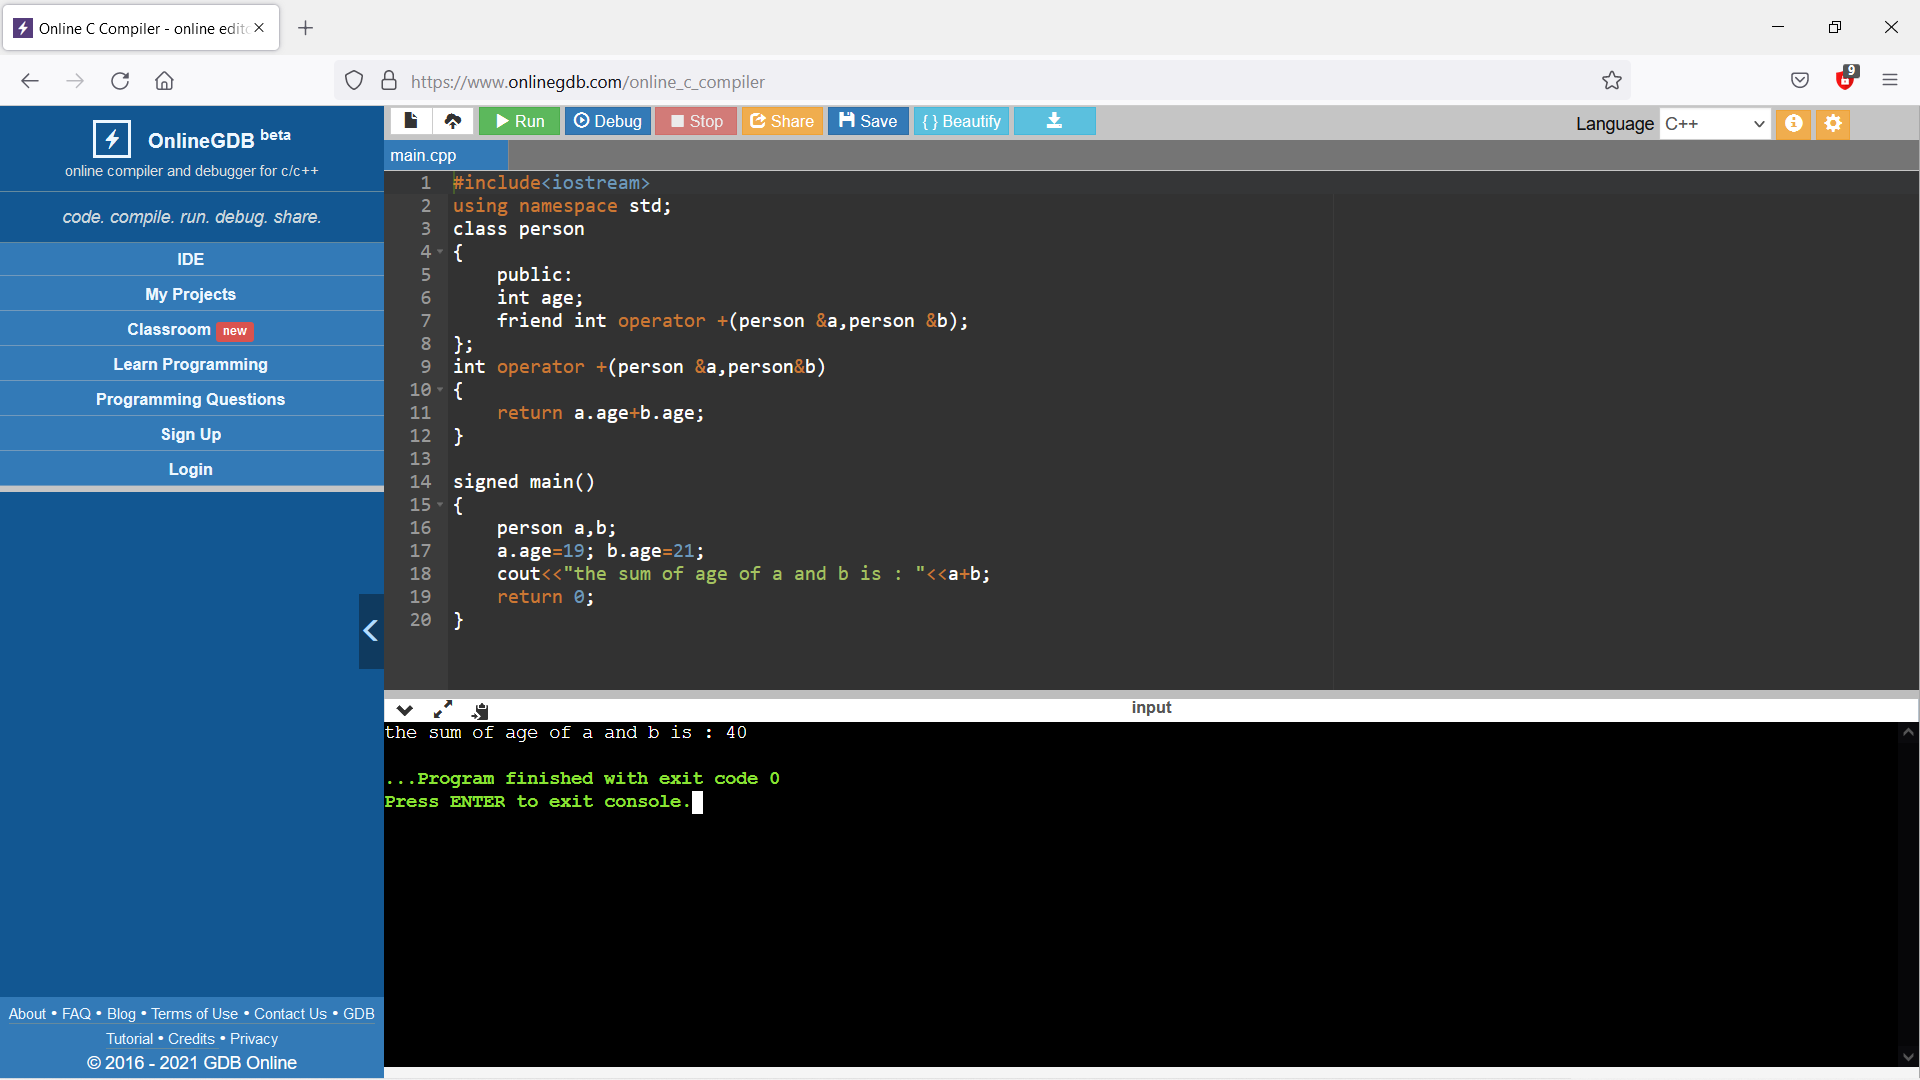 Online C Compiler - online edito
https://www.onlinegdb.com/online_c_compiler
9
OnlineGDB beta
online compiler and debugger for c/c++
code. compile. run. debug. share.
IDE
My Projects
Classroom new
Learn Programming
Programming Questions
Sign Up
Login
About • FAQ • Blog • Terms of Use • Contact Us • GDB
Tutorial • Credits • Privacy
© 2016 - 2021 GDB Online
Run Debug Stop Share Save { } Beautify
Language C++
main.cpp
1 #include<iostream>
2 using namespace std;
3 class person
4 {
5     public:
6     int age;
7     friend int operator +(person &a,person &b);
8 };
9 int operator +(person &a,person&b)
10 {
11     return a.age+b.age;
12 }
13
14 signed main()
15 {
16     person a,b;
17     a.age=19; b.age=21;
18     cout<<"the sum of age of a and b is : "<<a+b;
19     return 0;
20 }
input
the sum of age of a and b is : 40
...Program finished with exit code 0
Press ENTER to exit console.